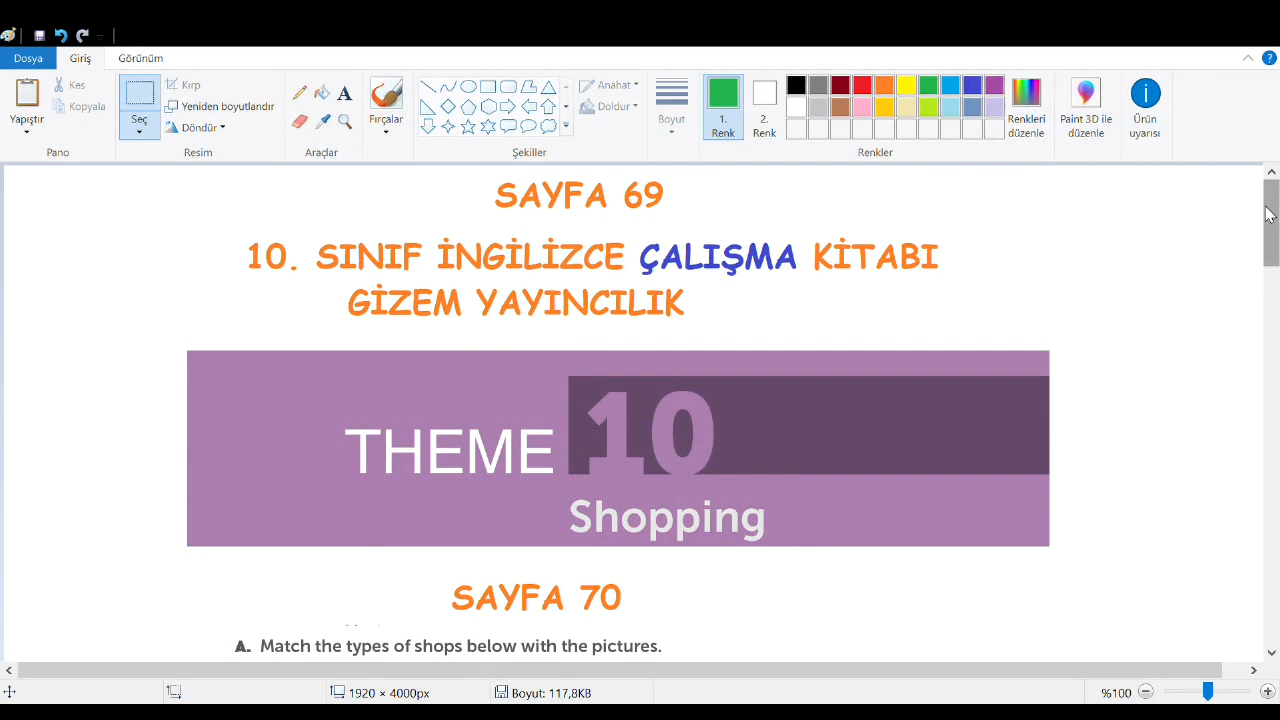 Dosya Giriş Görünüm
Yapıştır
Kes
Kopyala
Pano
Seç
Kırp
Yeniden boyutlandır
Döndür
Resim
A
Araçlar
Fırçalar
Anahat
Doldur
Şekiller
Boyut
1. Renk
2. Renk
Renkleri düzenle
Renkler
Paint 3D ile düzenle
Ürün uyarısı
SAYFA 69
10. SINIF İNGİLİZCE ÇALIŞMA KİTABI
GİZEM YAYINCILIK
THEME 10
Shopping
SAYFA 70
A. Match the types of shops below with the pictures.
1920 × 4000px Boyut: 117,8KB %100